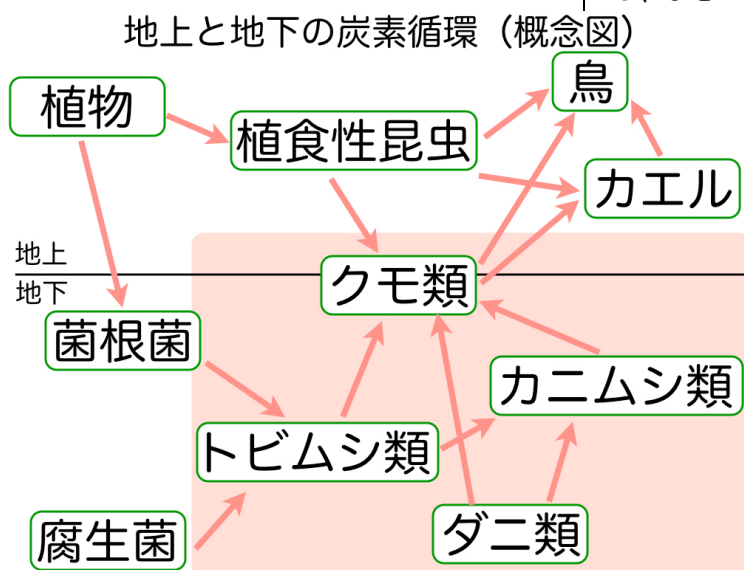 地上と地下の炭素循環（概念図）
鳥
植物
植食性昆虫
カエル
地上
クモ類
地下
菌根菌
カニムシ類
トビムシ類
腐生菌
ダニ類